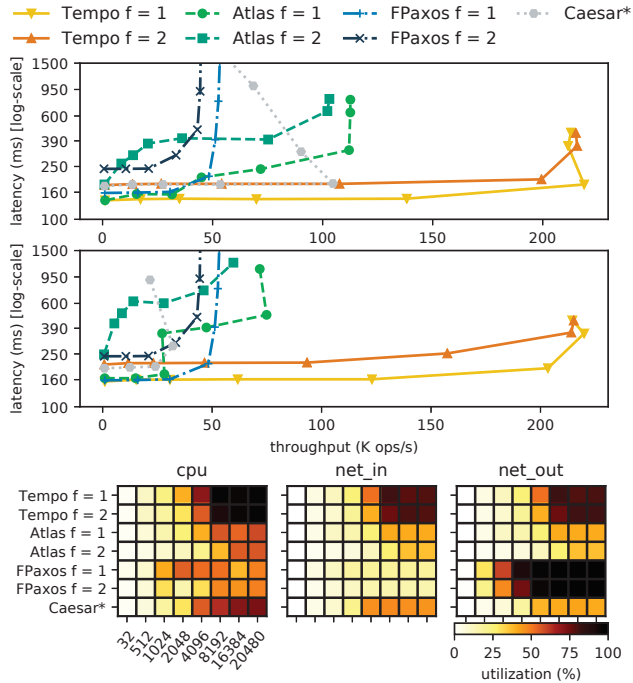 Tempo f = 1 Atlas f = 1 FPaxos f = 1 Caesar*
Tempo f = 2 Atlas f = 2 FPaxos f = 2
latency (ms) [log-scale]
1500
950
600
390
250
160
100
0 50 100 150 200
latency (ms) [log-scale]
1500
950
600
390
250
160
100
0 50 100 150 200
throughput (K ops/s)
cpu net_in net_out
Tempo f = 1
Tempo f = 2
Atlas f = 1
Atlas f = 2
FPaxos f = 1
FPaxos f = 2
Caesar*
32 512 1024 2048 4096 8192 16384 20480
0 25 50 75 100
utilization (%)